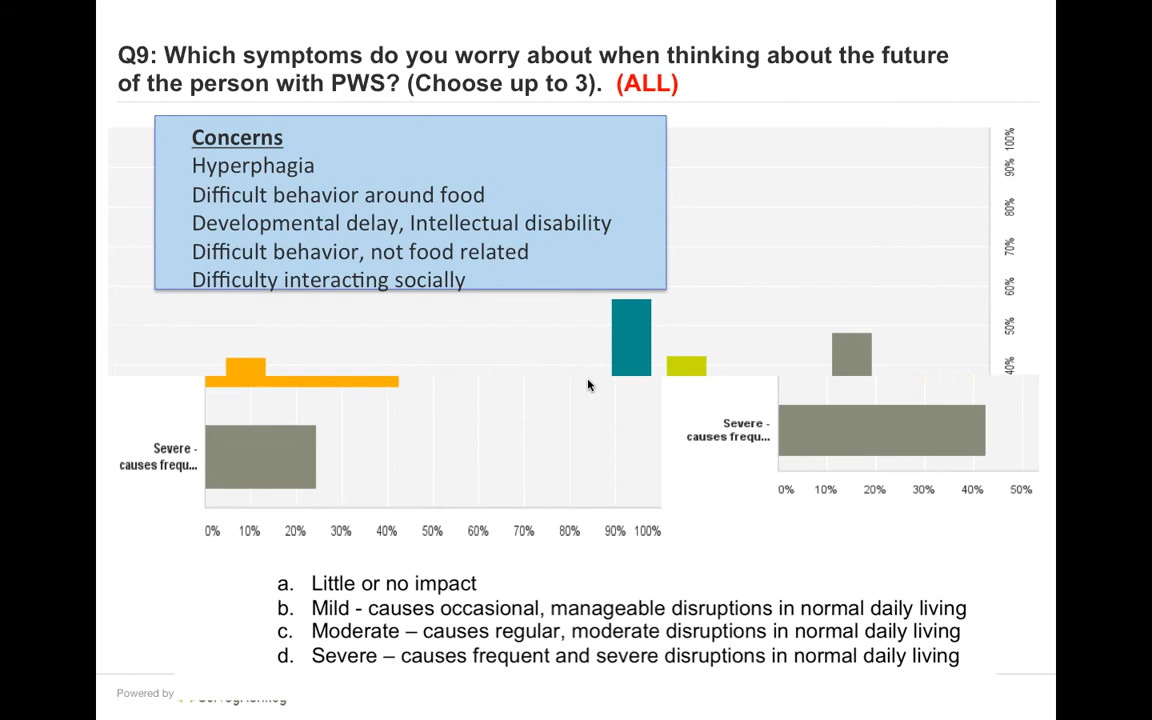 Q9: Which symptoms do you worry about when thinking about the future
of the person with PWS? (Choose up to 3). (ALL)
Concerns
Hyperphagia
Difficult behavior around food
Developmental delay, Intellectual disability
Difficult behavior, not food related
Difficulty interacting socially
100%
90%
80%
70%
60%
50%
40%
Severe -
causes frequ...
0% 10% 20% 30% 40% 50% 60% 70% 80% 90% 100%
Severe -
causes frequ...
0% 10% 20% 30% 40% 50%
a. Little or no impact
b. Mild - causes occasional, manageable disruptions in normal daily living
c. Moderate – causes regular, moderate disruptions in normal daily living
d. Severe – causes frequent and severe disruptions in normal daily living
Powered by